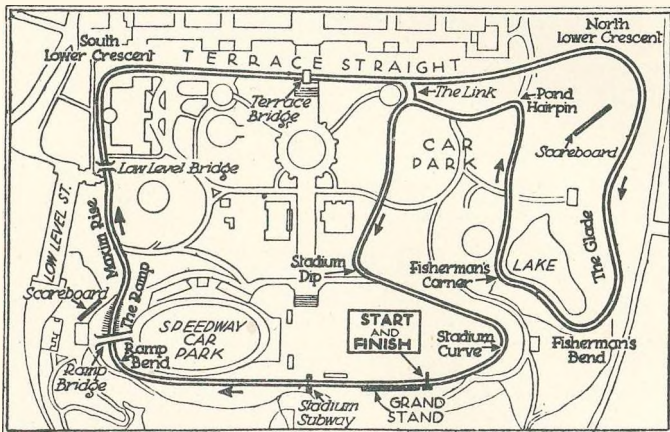 NORTH
LOWER CRESCENT
SOUTH
LOWER CRESCENT
TERRACE STRAIGHT
Terrace
Bridge
The Link
Pond
Hairpin
CAR
PARK
Scoreboard
Low Level Bridge
LOW LEVEL ST.
Maxim Rise
The Glade
Stadium
Dip
Fisherman's
Corner
LAKE
Scoreboard
The Ramp
SPEEDWAY
CAR
PARK
START
AND
FINISH
Stadium
Curve
Fisherman's
Bend
Ramp
Bend
Ramp
Bridge
Stadium
Subway
GRAND
STAND